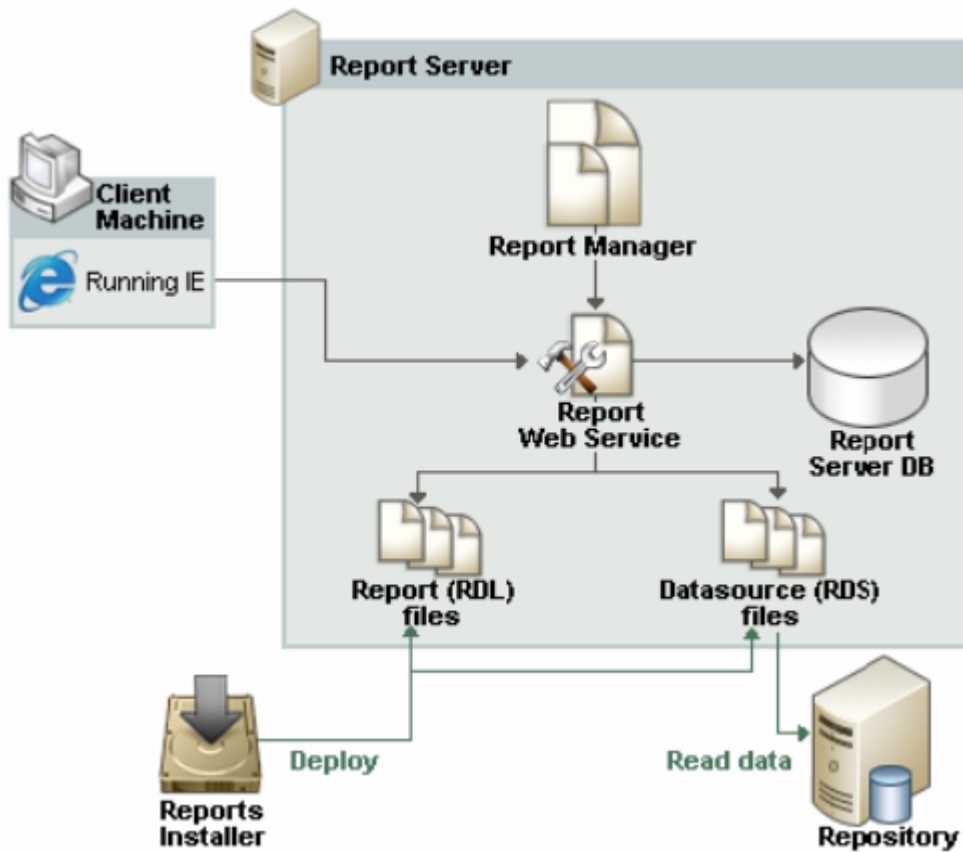 Report Server
Client
Machine
Running IE
Report Manager
Report
Web Service
Report
Server DB
Report (RDL)
files
Datasource (RDS)
files
Deploy
Read data
Reports
Installer
Repository